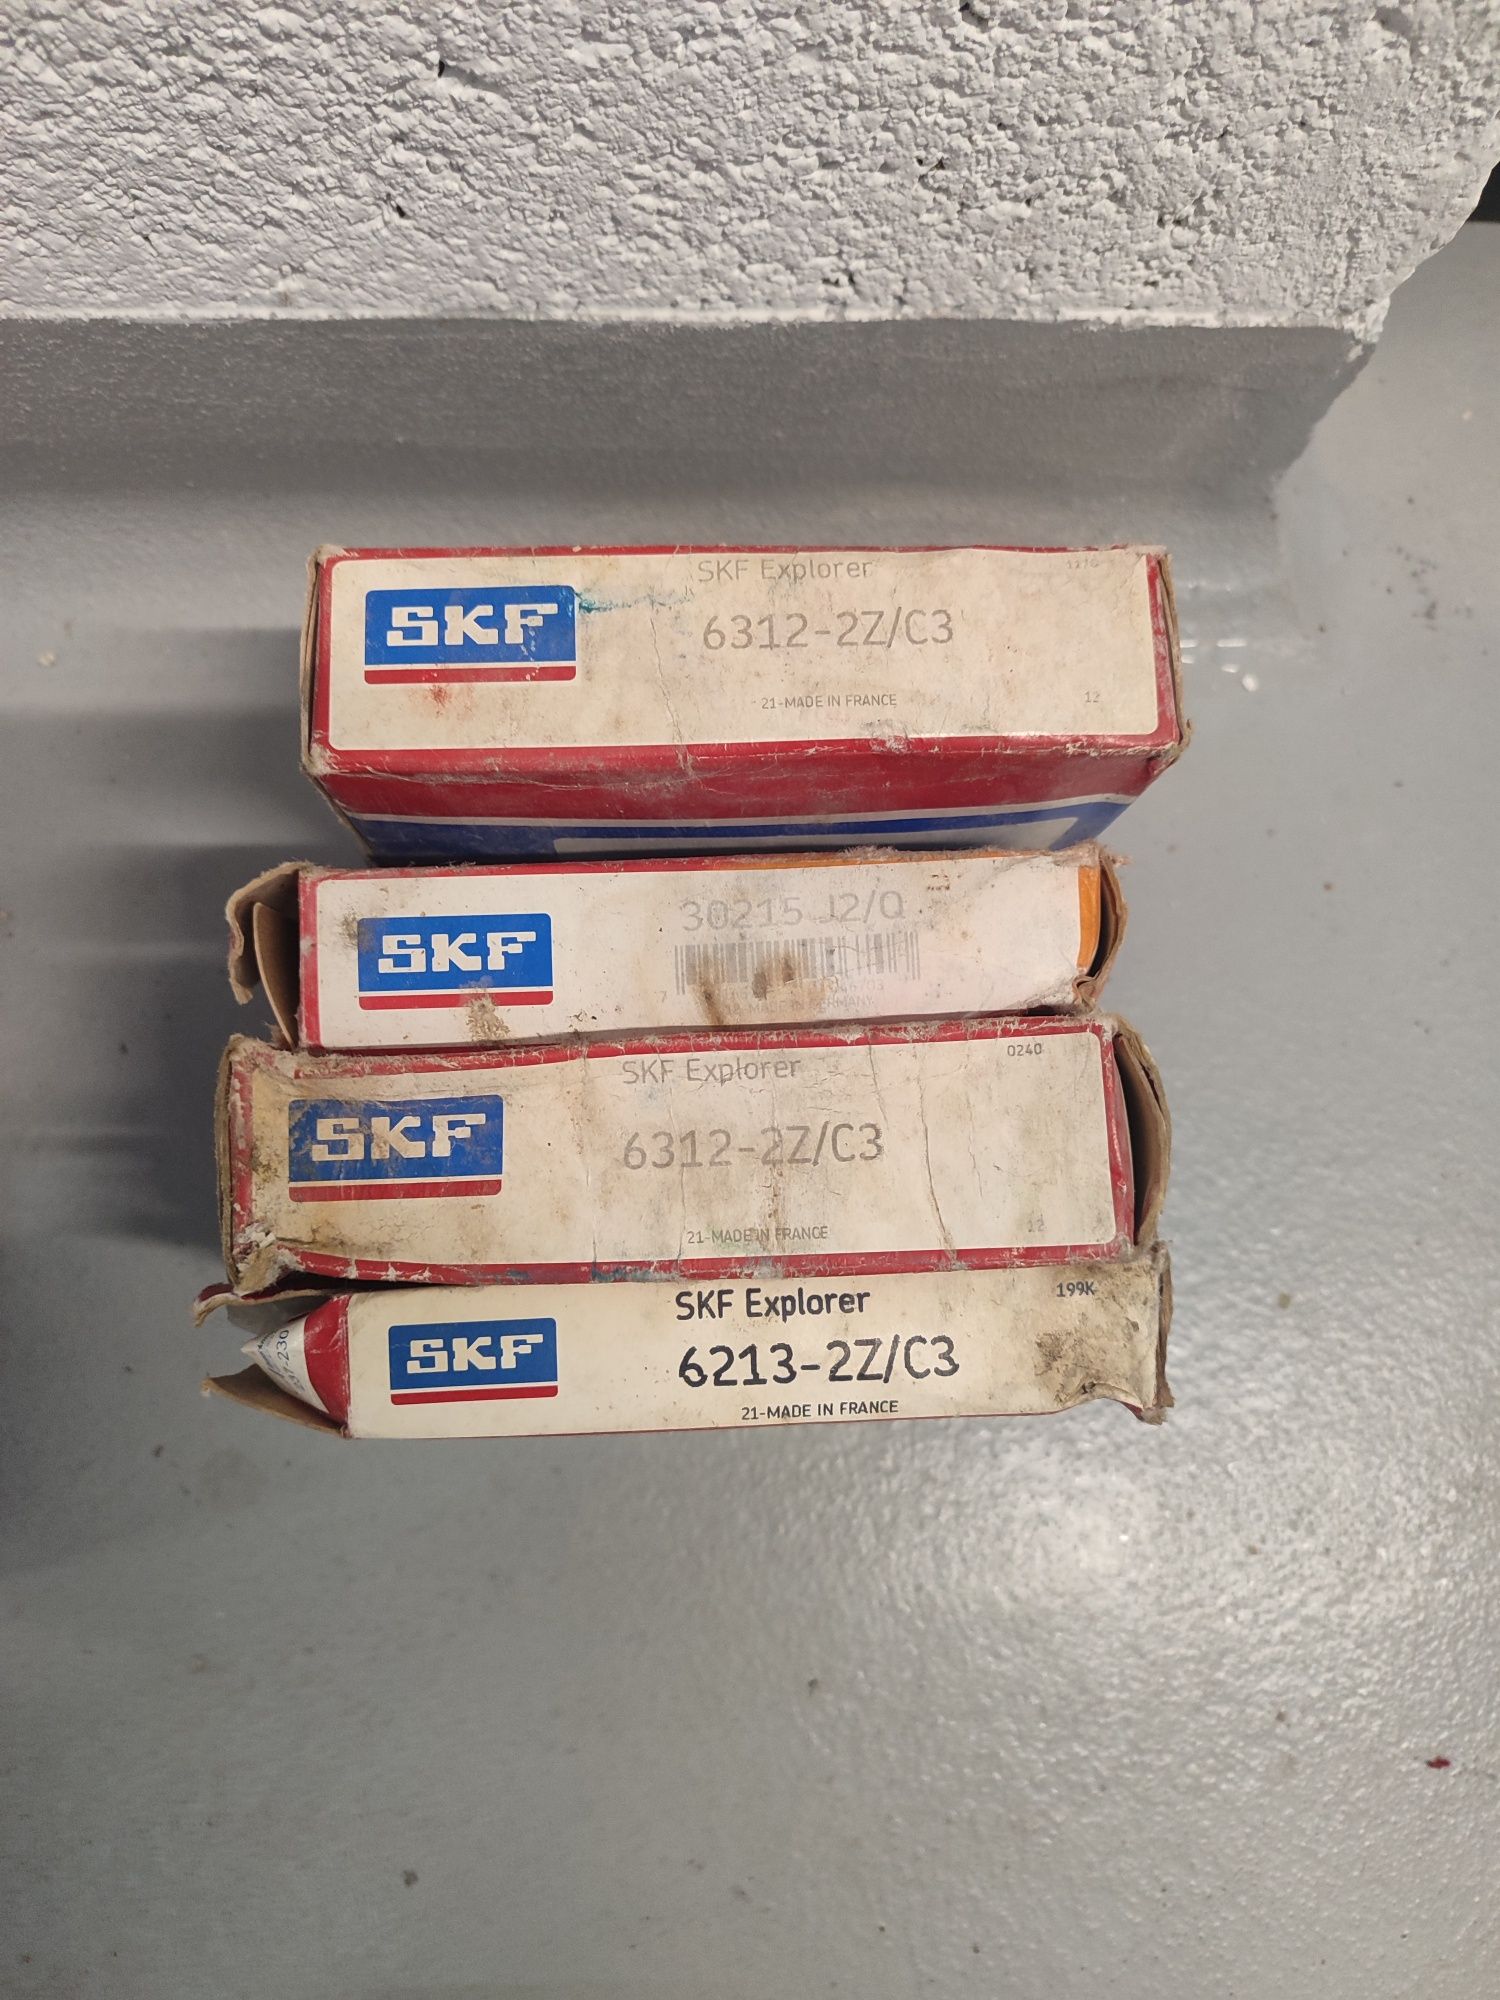 SKF Explorer
SKF
6312-2Z/C3
21-MADE IN FRANCE
12
30215 J2/Q
SKF
7
SKF Explorer
0240
SKF
6312-2Z/C3
21-MADE IN FRANCE
12
SKF Explorer
199K
SKF
6213-2Z/C3
21-MADE IN FRANCE